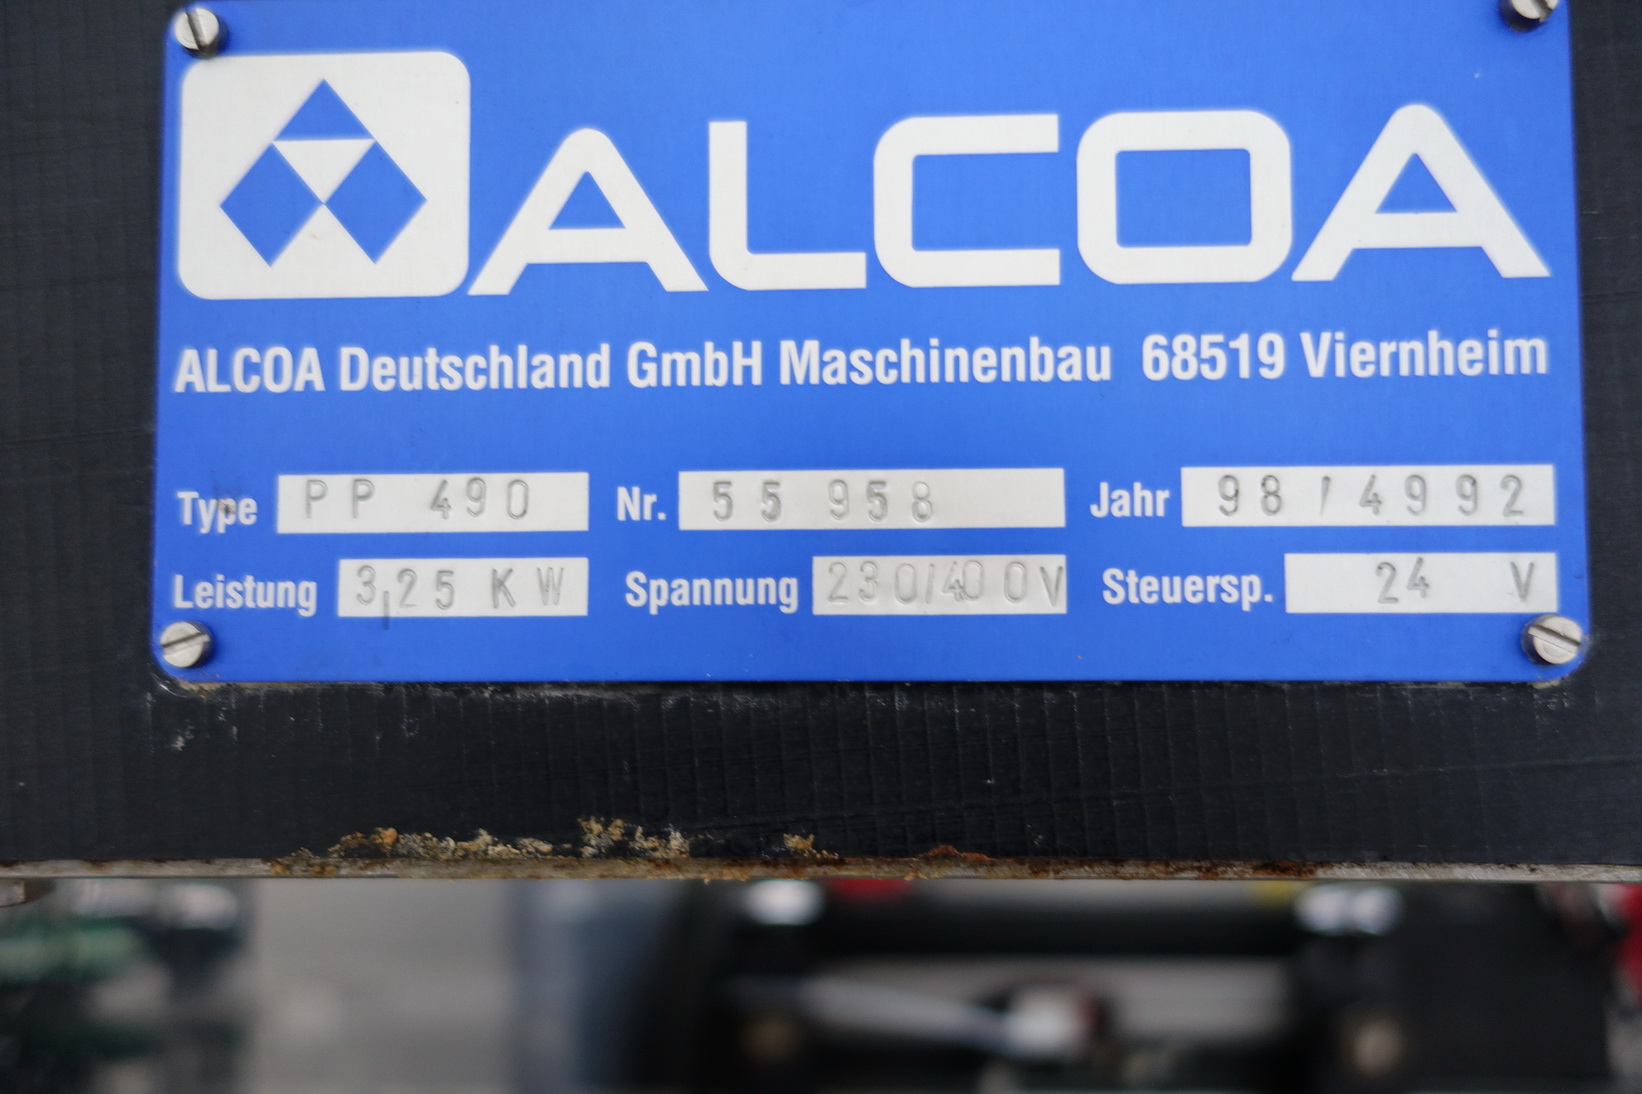 ALCOA
ALCOA Deutschland GmbH Maschinenbau 68519 Viernheim
Type PP 490 Nr. 55 958 Jahr 98/4992
Leistung 3,25 KW Spannung 230/400V Steuersp. 24 V